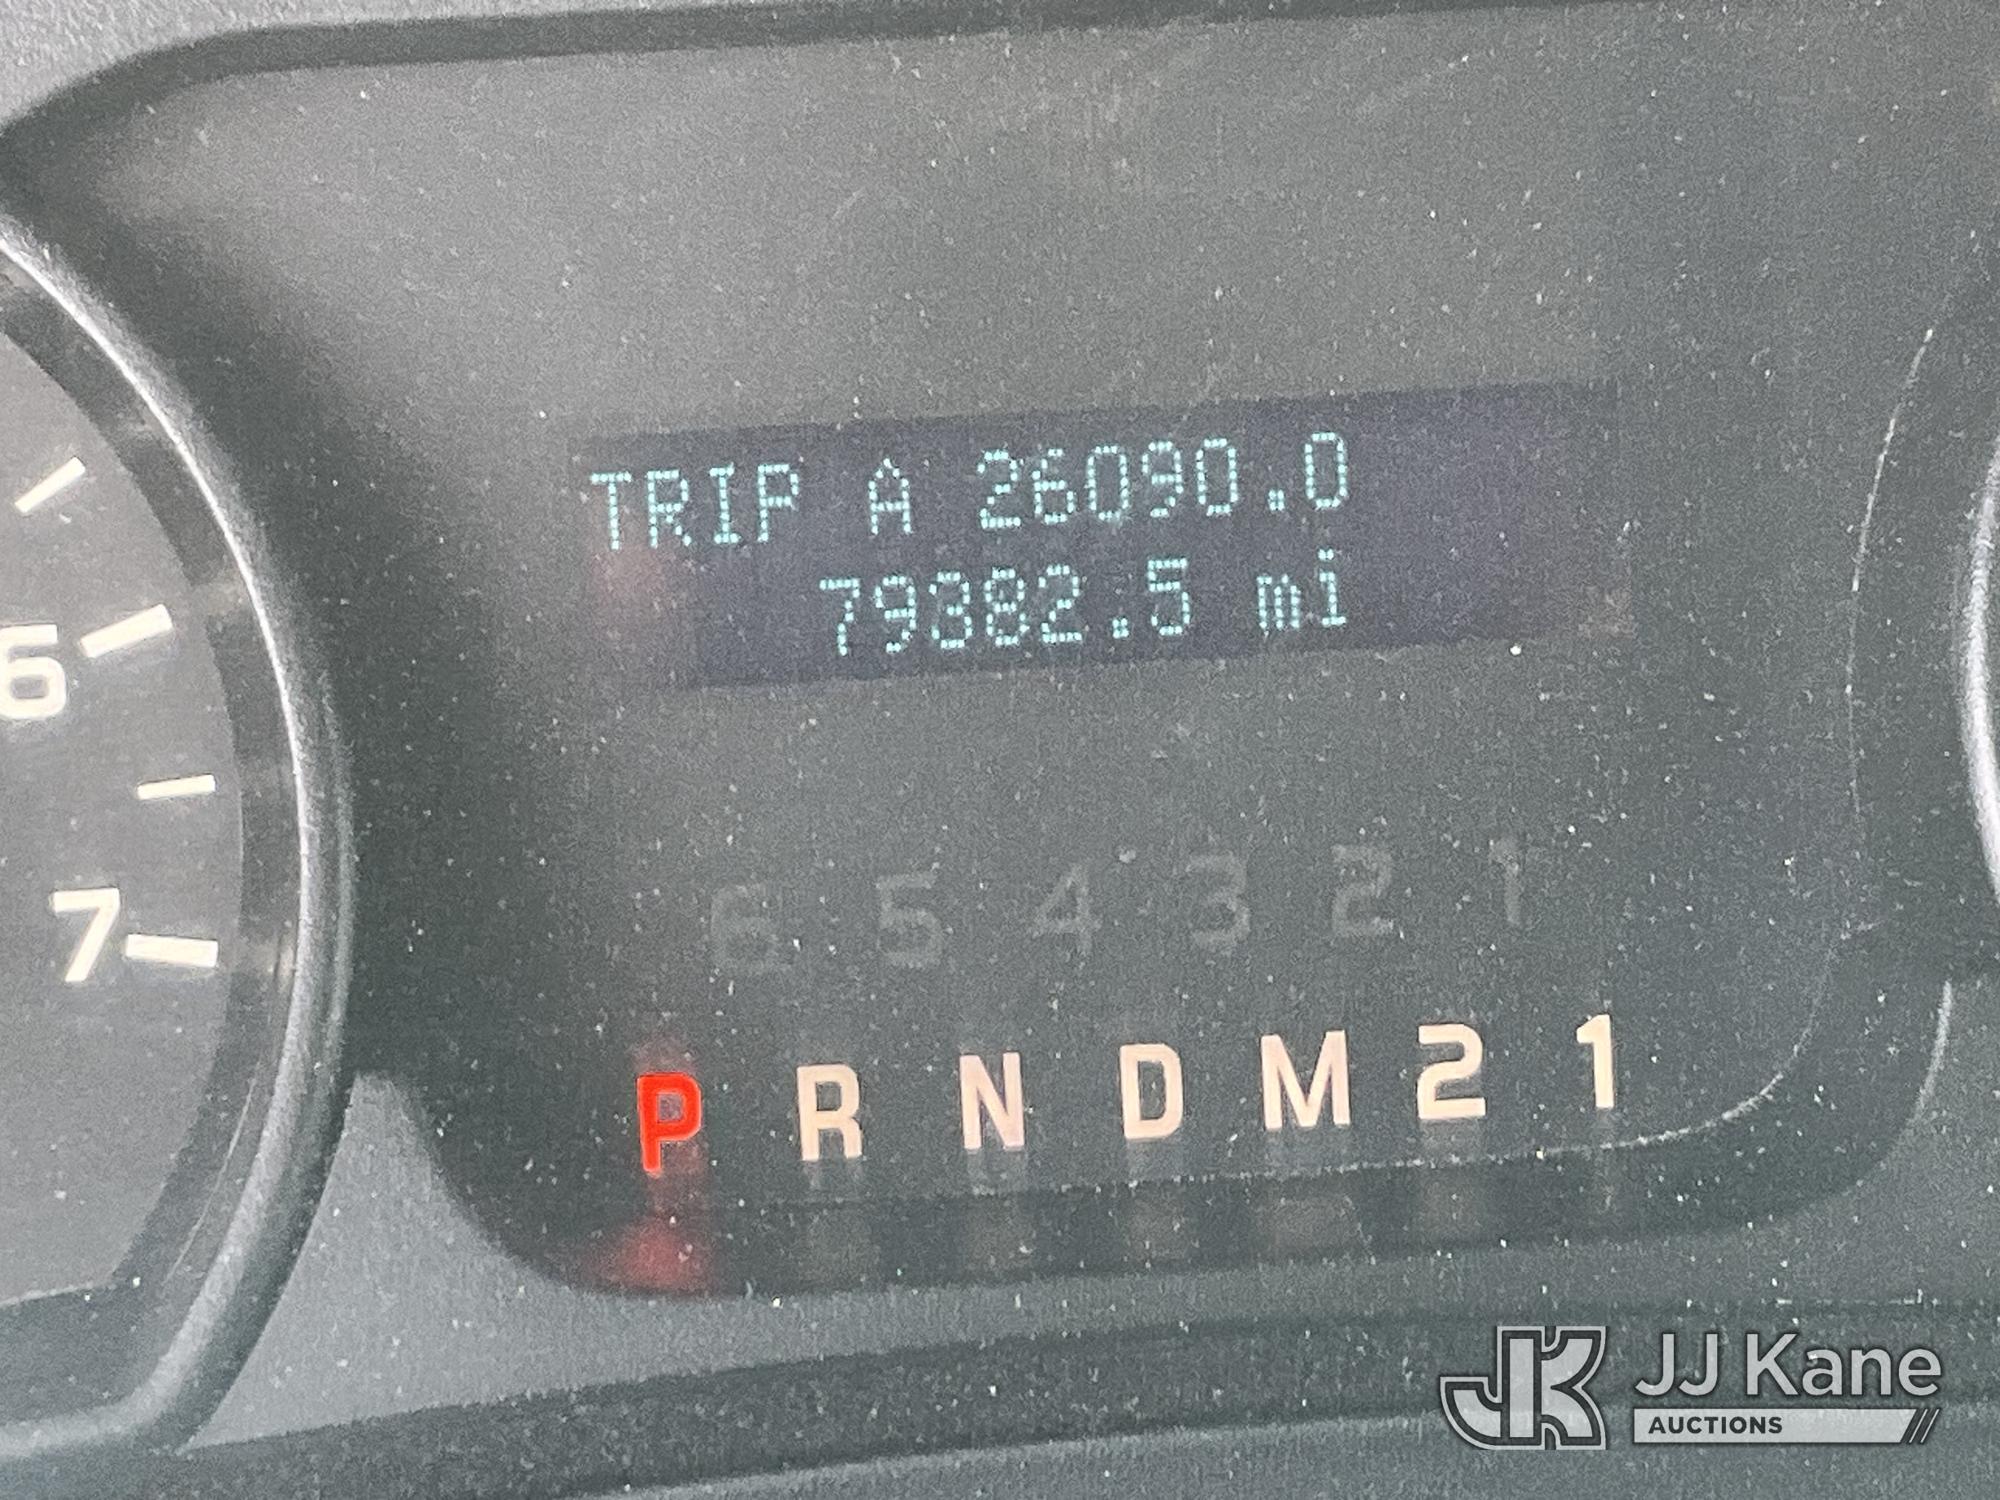 TRIP A 26090.0
79382.5 mi
6
7
6 5 4 3 2 1
P R N D M 2 1
JK JJ Kane
AUCTIONS